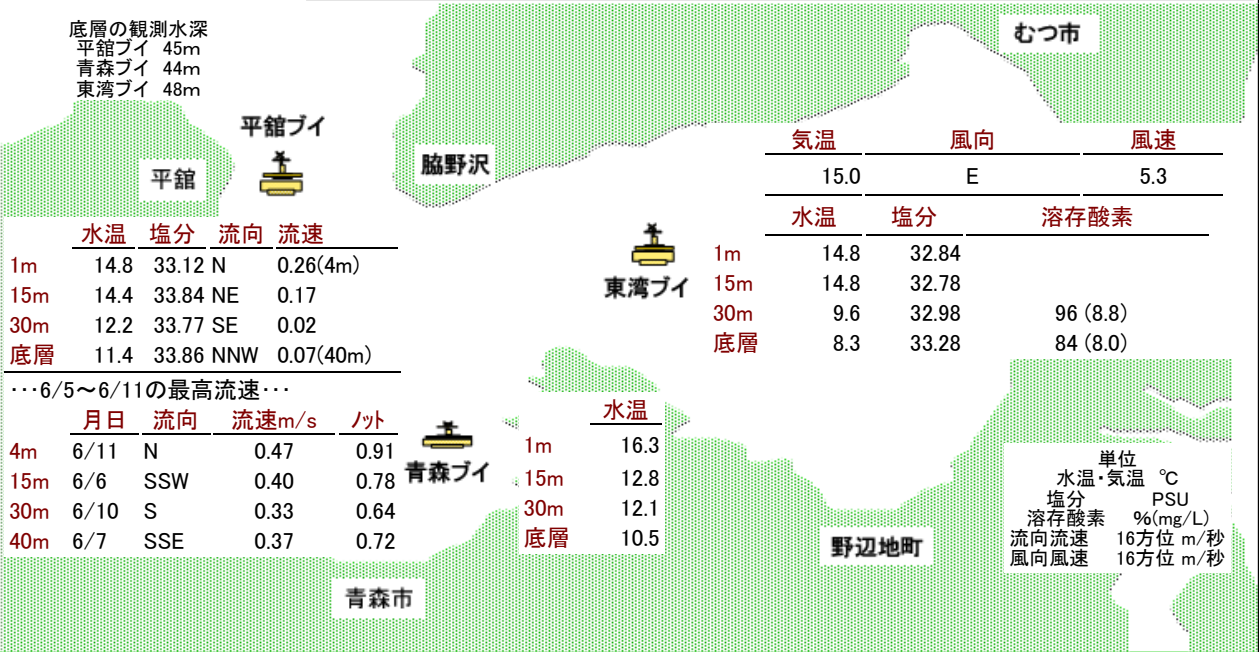 底層の観測水深
平舘ブイ 45m
青森ブイ 44m
東湾ブイ 48m
むつ市
平舘ブイ
脇野沢
平舘
気温 風向 風速
15.0 E 5.3
水温 塩分 溶存酸素
1m 14.8 32.84
15m 14.8 32.78
30m 9.6 32.98 96 (8.8)
底層 8.3 33.28 84 (8.0)
東湾ブイ
水温 塩分 流向 流速
1m 14.8 33.12 N 0.26(4m)
15m 14.4 33.84 NE 0.17
30m 12.2 33.77 SE 0.02
底層 11.4 33.86 NNW 0.07(40m)
･･･6/5～6/11の最高流速･･･
月日 流向 流速m/s ﾉｯﾄ
4m 6/11 N 0.47 0.91
15m 6/6 SSW 0.40 0.78
30m 6/10 S 0.33 0.64
40m 6/7 SSE 0.37 0.72
青森ブイ
水温
1m 16.3
15m 12.8
30m 12.1
底層 10.5
単位
水温･気温 ℃
塩分 PSU
溶存酸素 %(mg/L)
流向流速 16方位 m/秒
風向風速 16方位 m/秒
野辺地町
青森市